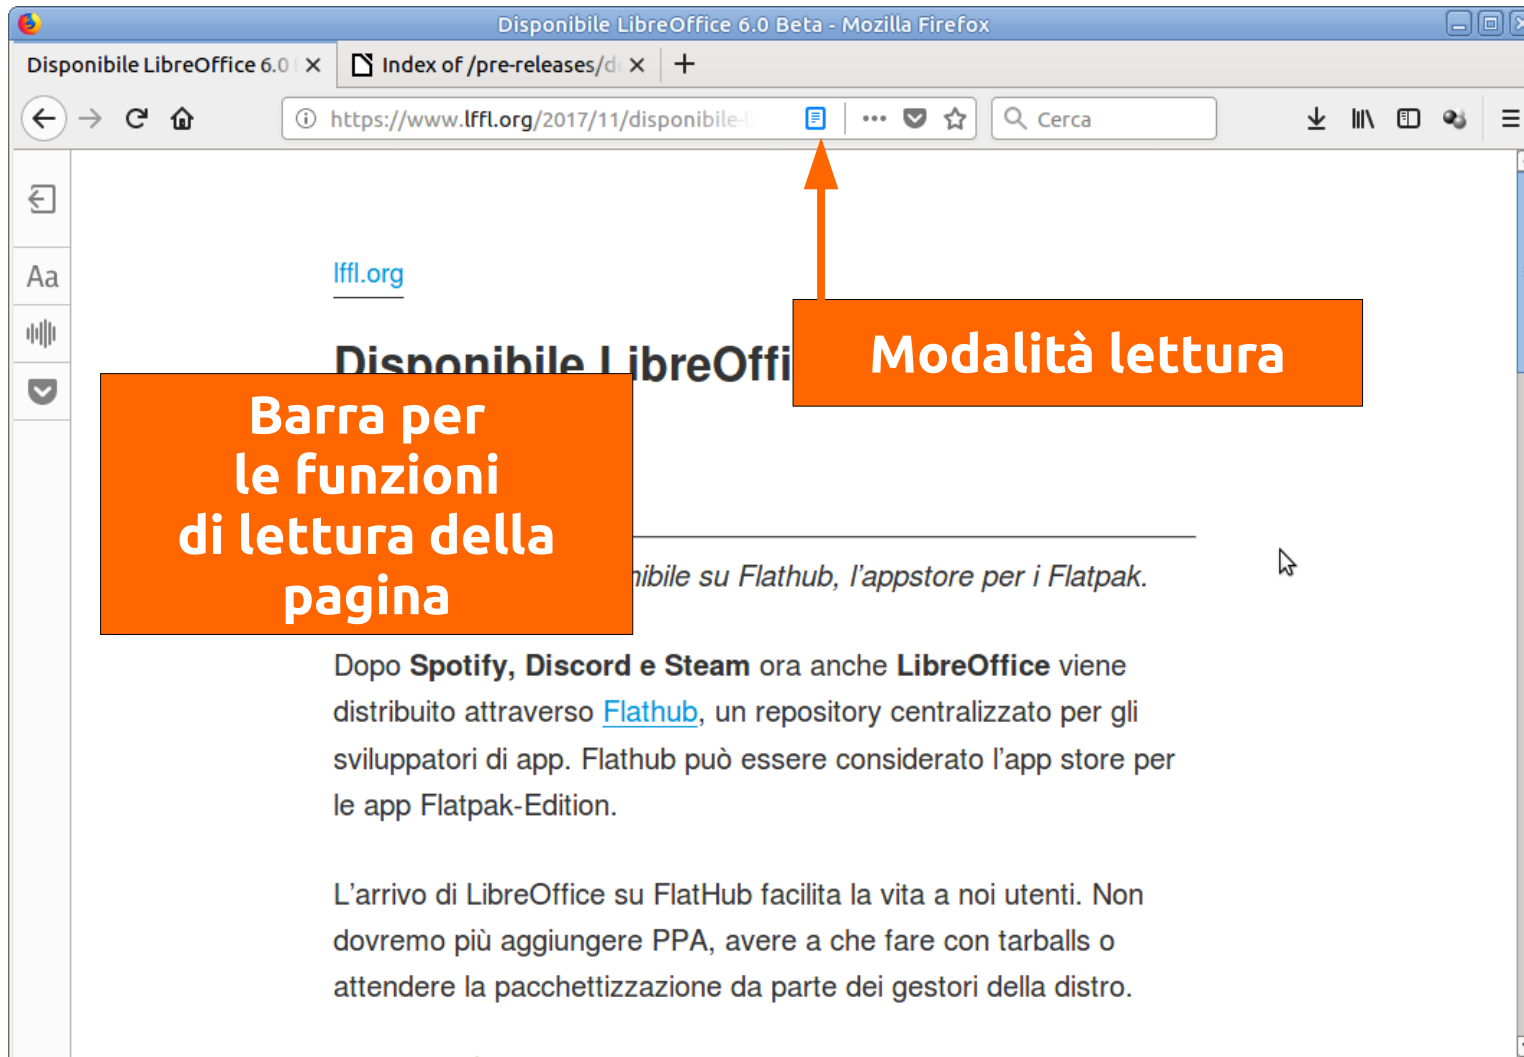 Disponibile LibreOffice 6.0 Beta - Mozilla Firefox
Disponibile LibreOffice 6.0
Index of /pre-releases/d
https://www.lffl.org/2017/11/disponibile-l
Cerca
Aa
lffl.org
Disponibile LibreOffi
Modalità lettura
Barra per
le funzioni
di lettura della
pagina
nibile su Flathub, l’appstore per i Flatpak.
Dopo Spotify, Discord e Steam ora anche LibreOffice viene
distribuito attraverso Flathub, un repository centralizzato per gli
sviluppatori di app. Flathub può essere considerato l’app store per
le app Flatpak-Edition.
L’arrivo di LibreOffice su FlatHub facilita la vita a noi utenti. Non
dovremo più aggiungere PPA, avere a che fare con tarballs o
attendere la pacchettizzazione da parte dei gestori della distro.